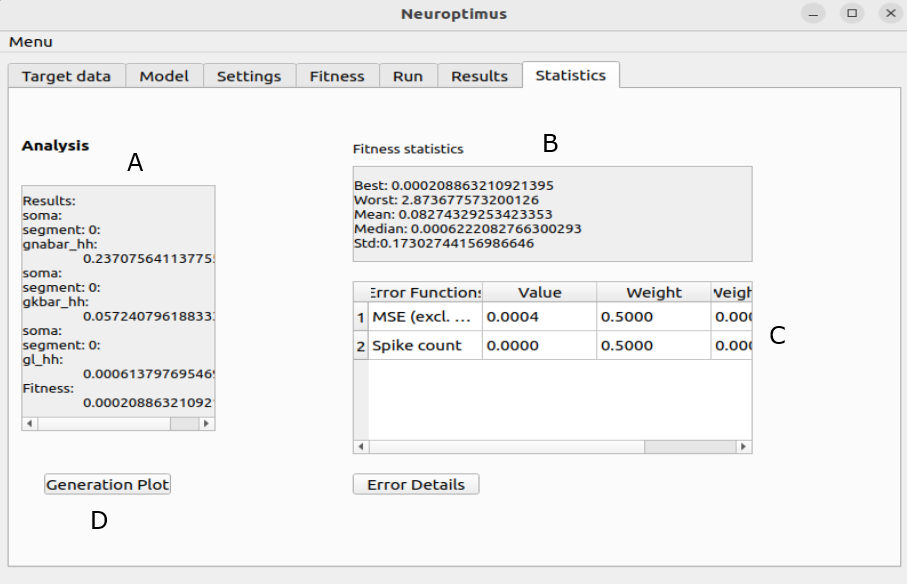 Neuroptimus
Menu
Target data Model Settings Fitness Run Results Statistics
Analysis
A
Results:
soma:
segment: 0:
gnabar_hh:
0.23707564113775
soma:
segment: 0:
gkbar_hh:
0.05724079618833
soma:
segment: 0:
gl_hh:
0.00061379769546
Fitness:
0.00020886321092
Generation Plot
D
B
Fitness statistics
Best: 0.000208863210921395
Worst: 2.873677573200126
Mean: 0.08274329253423353
Median: 0.0006222082766300293
Std:0.17302744156986646
Error Functions Value Weight Weigh
1 MSE (excl. ... 0.0004 0.5000 0.000
2 Spike count 0.0000 0.5000 0.000
C
Error Details